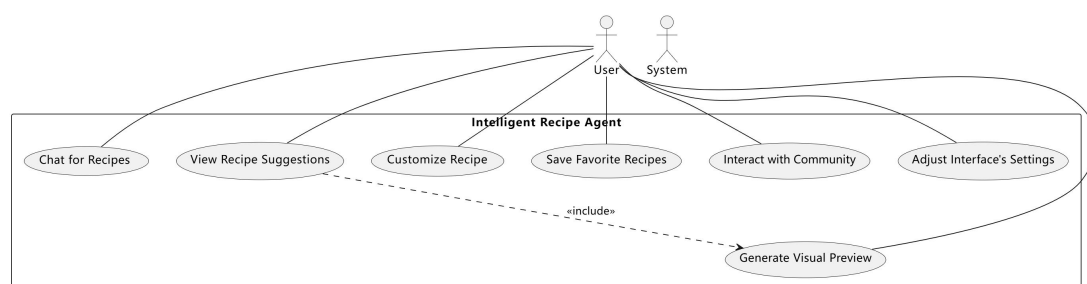 User
System
Intelligent Recipe Agent
Chat for Recipes
View Recipe Suggestions
Customize Recipe
Save Favorite Recipes
Interact with Community
Adjust Interface's Settings
«include»
Generate Visual Preview